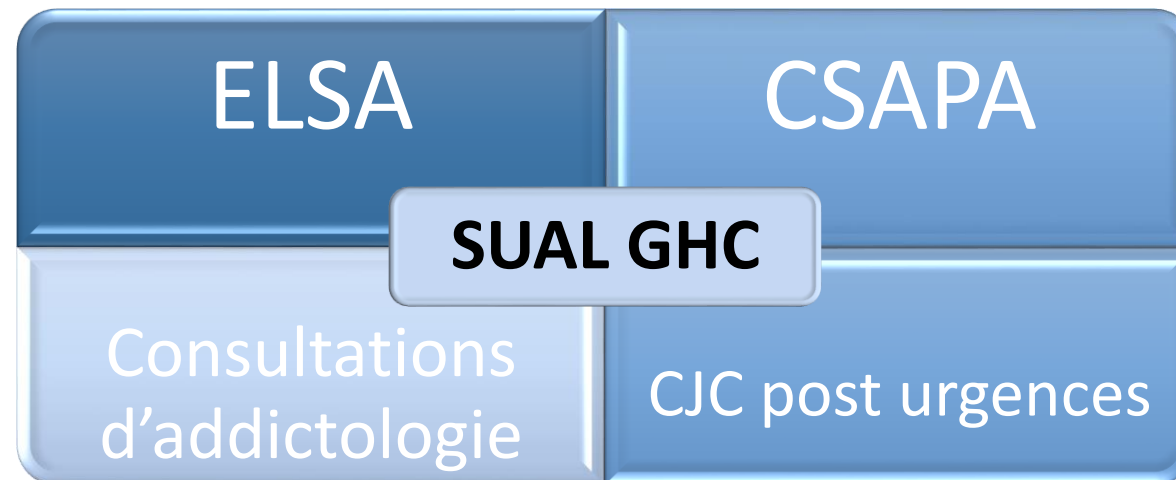 ELSA
CSAPA
SUAL GHC
Consultations
d’addictologie
CJC post urgences